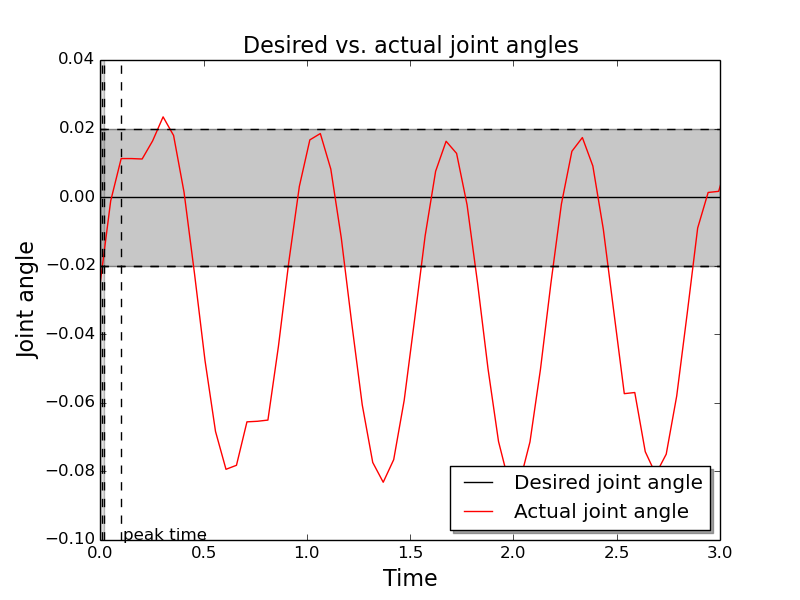 Desired vs. actual joint angles
0.04
0.02
0.00
−0.02
−0.04
−0.06
−0.08
−0.10
Joint angle
peak time
Desired joint angle
Actual joint angle
0.0 0.5 1.0 1.5 2.0 2.5 3.0
Time